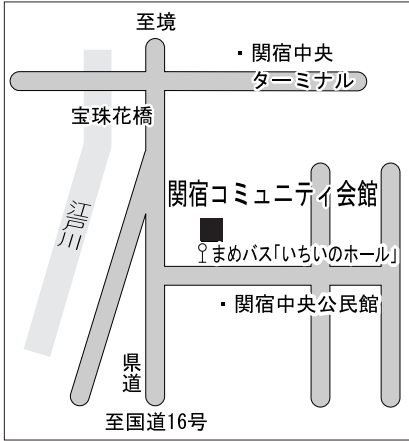 至境
・関宿中央
ターミナル
宝珠花橋
関宿コミュニティ会館
江戸川
まめバス「いちいのホール」
・関宿中央公民館
県道
至国道16号